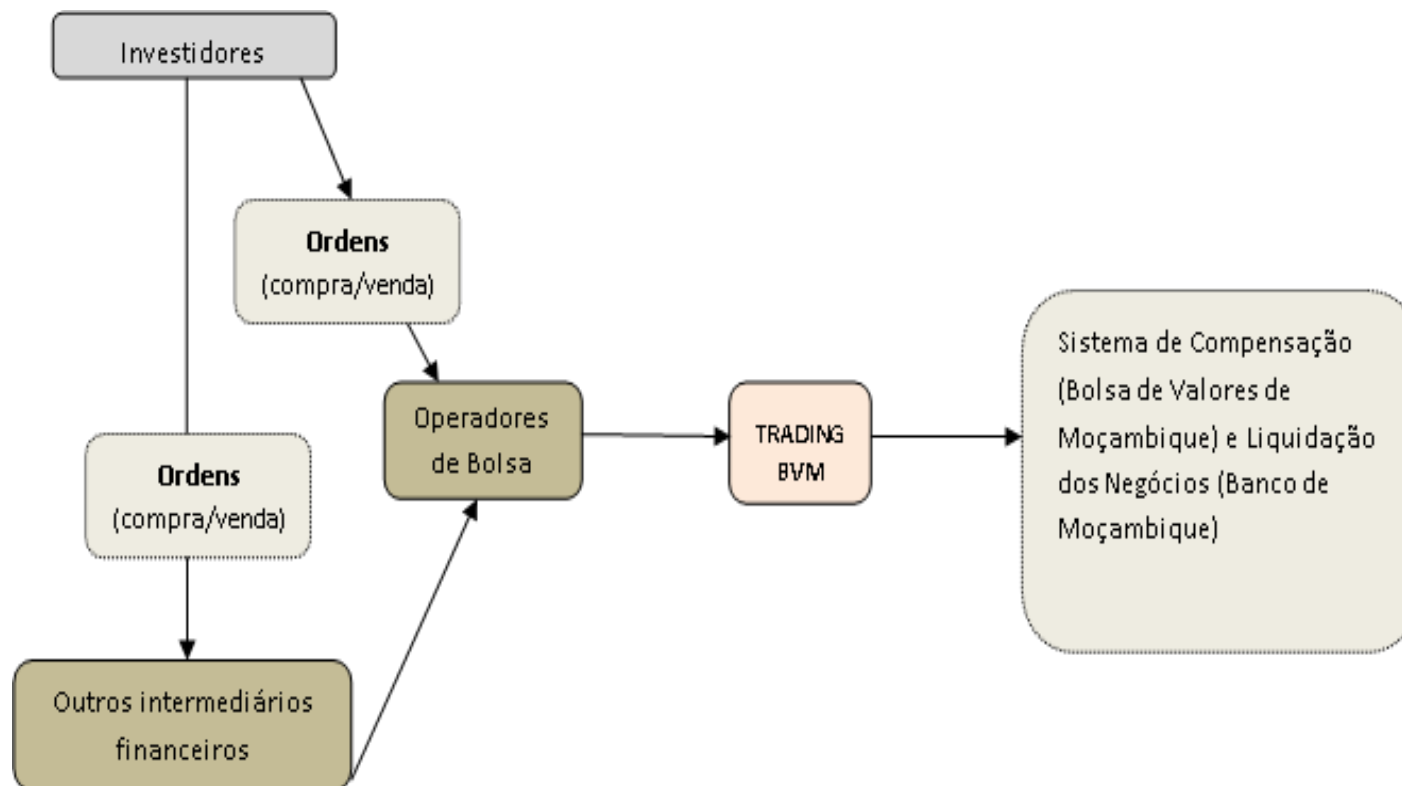 Investidores
Ordens
(compra/venda)
Operadores
de Bolsa
TRADING
BVM
Sistema de Compensação
(Bolsa de Valores de
Moçambique) e Liquidação
dos Negócios (Banco de
Moçambique)
Ordens
(compra/venda)
Outros intermediários
financeiros